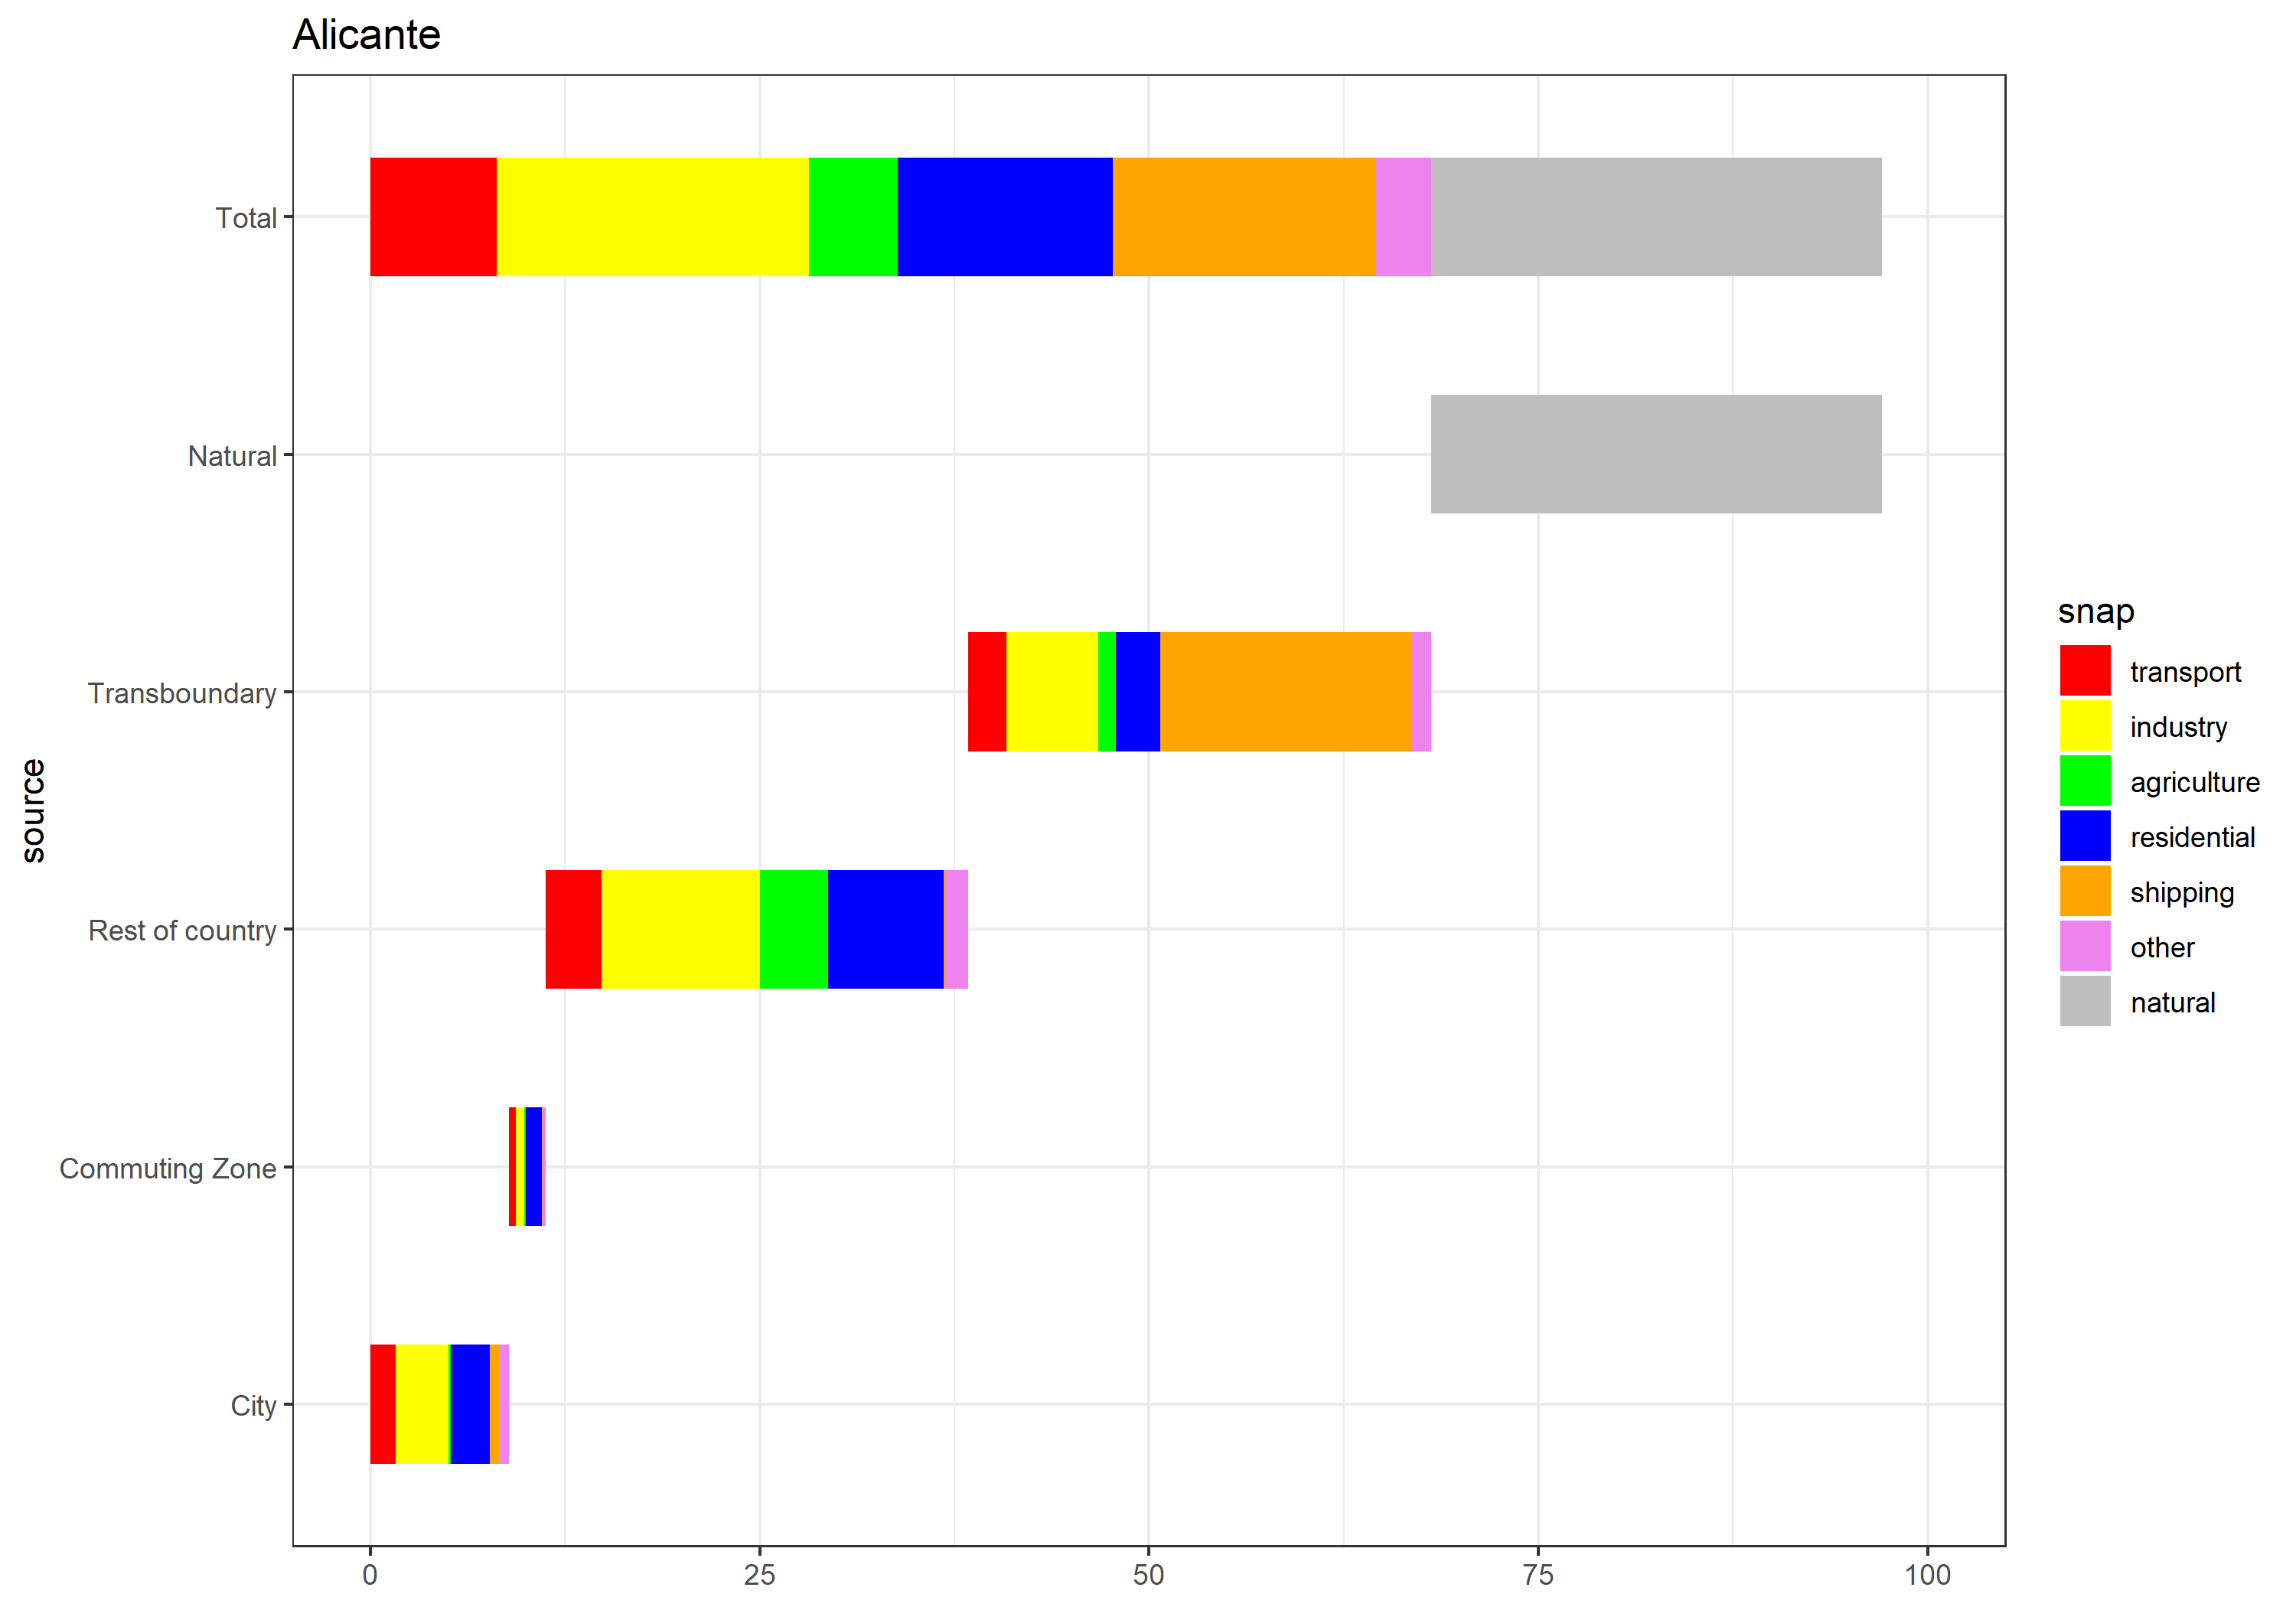 Alicante
Total
Natural
Transboundary
Rest of country
Commuting Zone
City
source
0 25 50 75 100
snap
transport
industry
agriculture
residential
shipping
other
natural